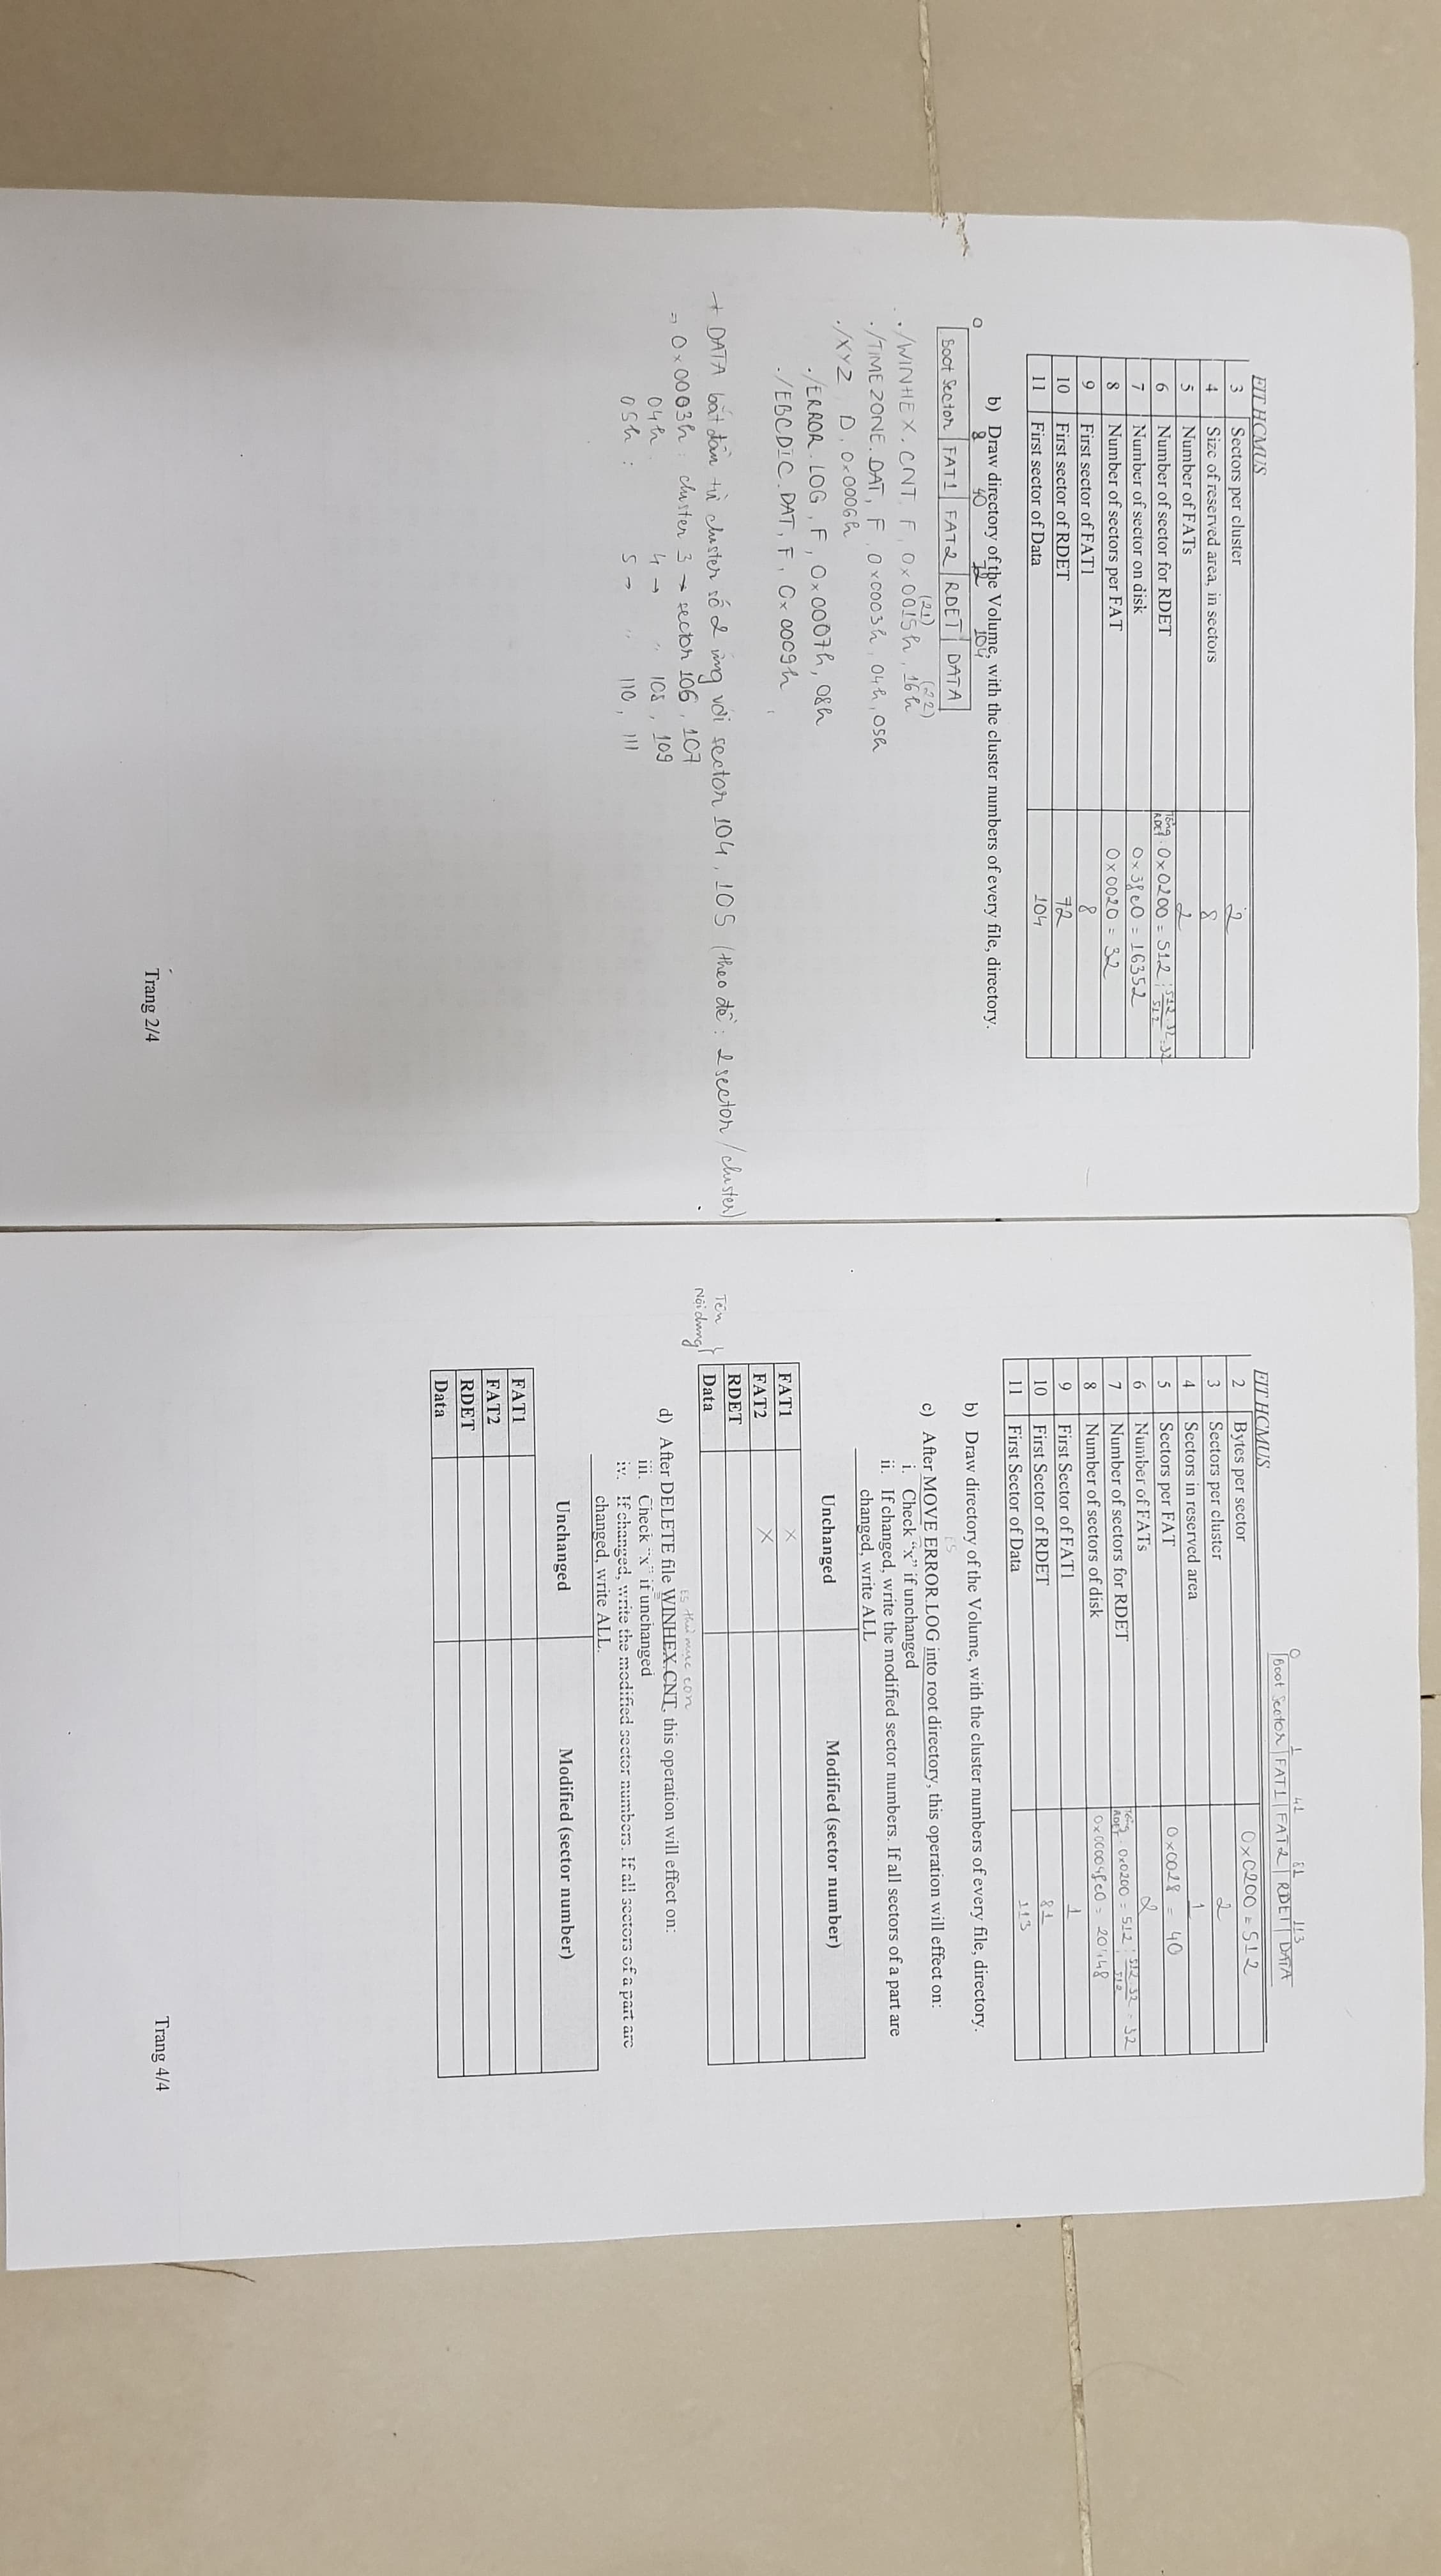 FIT HCMUS
3 Sectors per cluster 2
4 Size of reserved area, in sectors 8
5 Number of FATs 2
6 Number of sector for RDET Tổng RDET: 0x0200 = 512 ; 512.32/512 = 32
7 Number of sector on disk 0x3fe0 = 16352
8 Number of sectors per FAT 0x0020 = 32
9 First sector of FAT1 8
10 First sector of RDET 72
11 First sector of Data 104
b) Draw directory of the Volume, with the cluster numbers of every file, directory.
0 8 40 72 104
Boot Sector FAT1 FAT2 RDET DATA
(21) (22)
./WINHEX.CNT, F, 0x0015h, 16h
./TIMEZONE.DAT, F, 0x0003h, 04h, 05h
./XYZ D, 0x0006h
./ERROR.LOG, F, 0x0007h, 08h
./EBCDIC.DAT, F, 0x0009h
+ DATA bắt đầu từ cluster số 2 ứng với sector 104, 105 (theo đề: 2 sector/cluster)
⇒ 0x0003h: cluster 3 → sector 106, 107
04h 4 → " 108, 109
05h : 5 → " 110, 111
Trang 2/4
0 1 41 81 113
Boot Sector FAT1 FAT2 RDET DATA
FIT HCMUS
2 Bytes per sector 0x0200 = 512
3 Sectors per cluster 2
4 Sectors in reserved area 1
5 Sectors per FAT 0x0028 = 40
6 Number of FATs 2
7 Number of sectors for RDET Tổng RDET: 0x0200 = 512 ; 512.32/512 = 32
8 Number of sectors of disk 0x00004fe0 = 20448
9 First Sector of FAT1 1
10 First Sector of RDET 81
11 First Sector of Data 113
b) Draw directory of the Volume, with the cluster numbers of every file, directory.
E5
c) After MOVE ERROR.LOG into root directory, this operation will effect on:
i. Check “x” if unchanged
ii. If changed, write the modified sector numbers. If all sectors of a part are
changed, write ALL
Unchanged Modified (sector number)
FAT1 x
FAT2 x
RDET
Data
Tên
Nội dung
E5 thư mục con
d) After DELETE file WINHEX.CNT, this operation will effect on:
iii. Check “x” if unchanged
iv. If changed, write the modified sector numbers. If all sectors of a part are
changed, write ALL.
Unchanged Modified (sector number)
FAT1
FAT2
RDET
Data
Trang 4/4